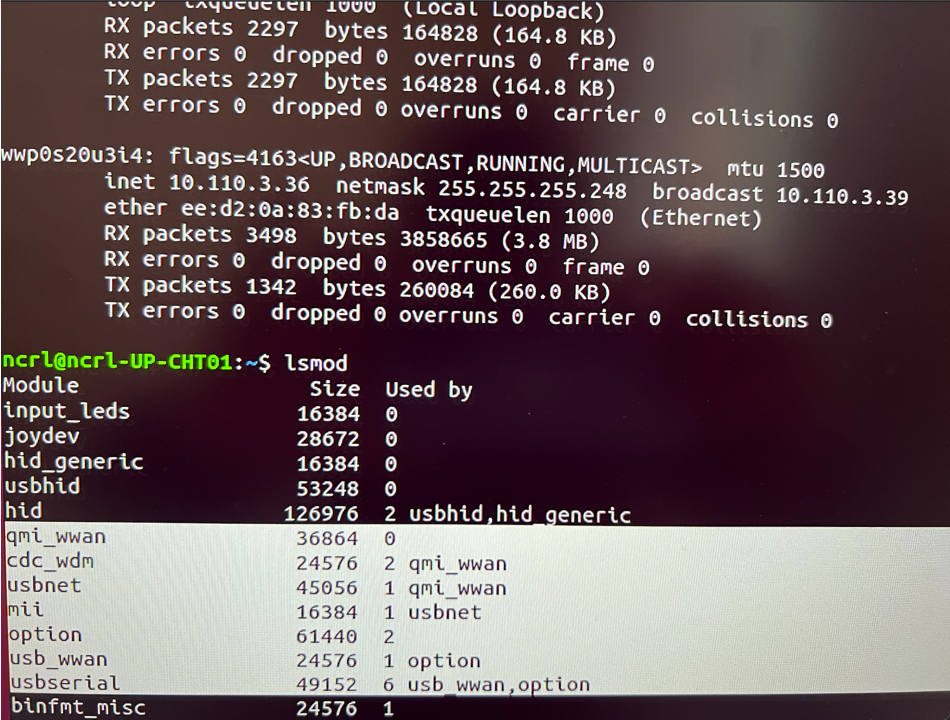 loop txqueuelen 1000 (Local Loopback)
RX packets 2297 bytes 164828 (164.8 KB)
RX errors 0 dropped 0 overruns 0 frame 0
TX packets 2297 bytes 164828 (164.8 KB)
TX errors 0 dropped 0 overruns 0 carrier 0 collisions 0
wwp0s20u3i4: flags=4163<UP,BROADCAST,RUNNING,MULTICAST> mtu 1500
inet 10.110.3.36 netmask 255.255.255.248 broadcast 10.110.3.39
ether ee:d2:0a:83:fb:da txqueuelen 1000 (Ethernet)
RX packets 3498 bytes 3858665 (3.8 MB)
RX errors 0 dropped 0 overruns 0 frame 0
TX packets 1342 bytes 260084 (260.0 KB)
TX errors 0 dropped 0 overruns 0 carrier 0 collisions 0
ncrl@ncrl-UP-CHT01:~$ lsmod
Module Size Used by
input_leds 16384 0
joydev 28672 0
hid_generic 16384 0
usbhid 53248 0
hid 126976 2 usbhid,hid_generic
qmi_wwan 36864 0
cdc_wdm 24576 2 qmi_wwan
usbnet 45056 1 qmi_wwan
mii 16384 1 usbnet
option 61440 2
usb_wwan 24576 1 option
usbserial 49152 6 usb_wwan,option
binfmt_misc 24576 1